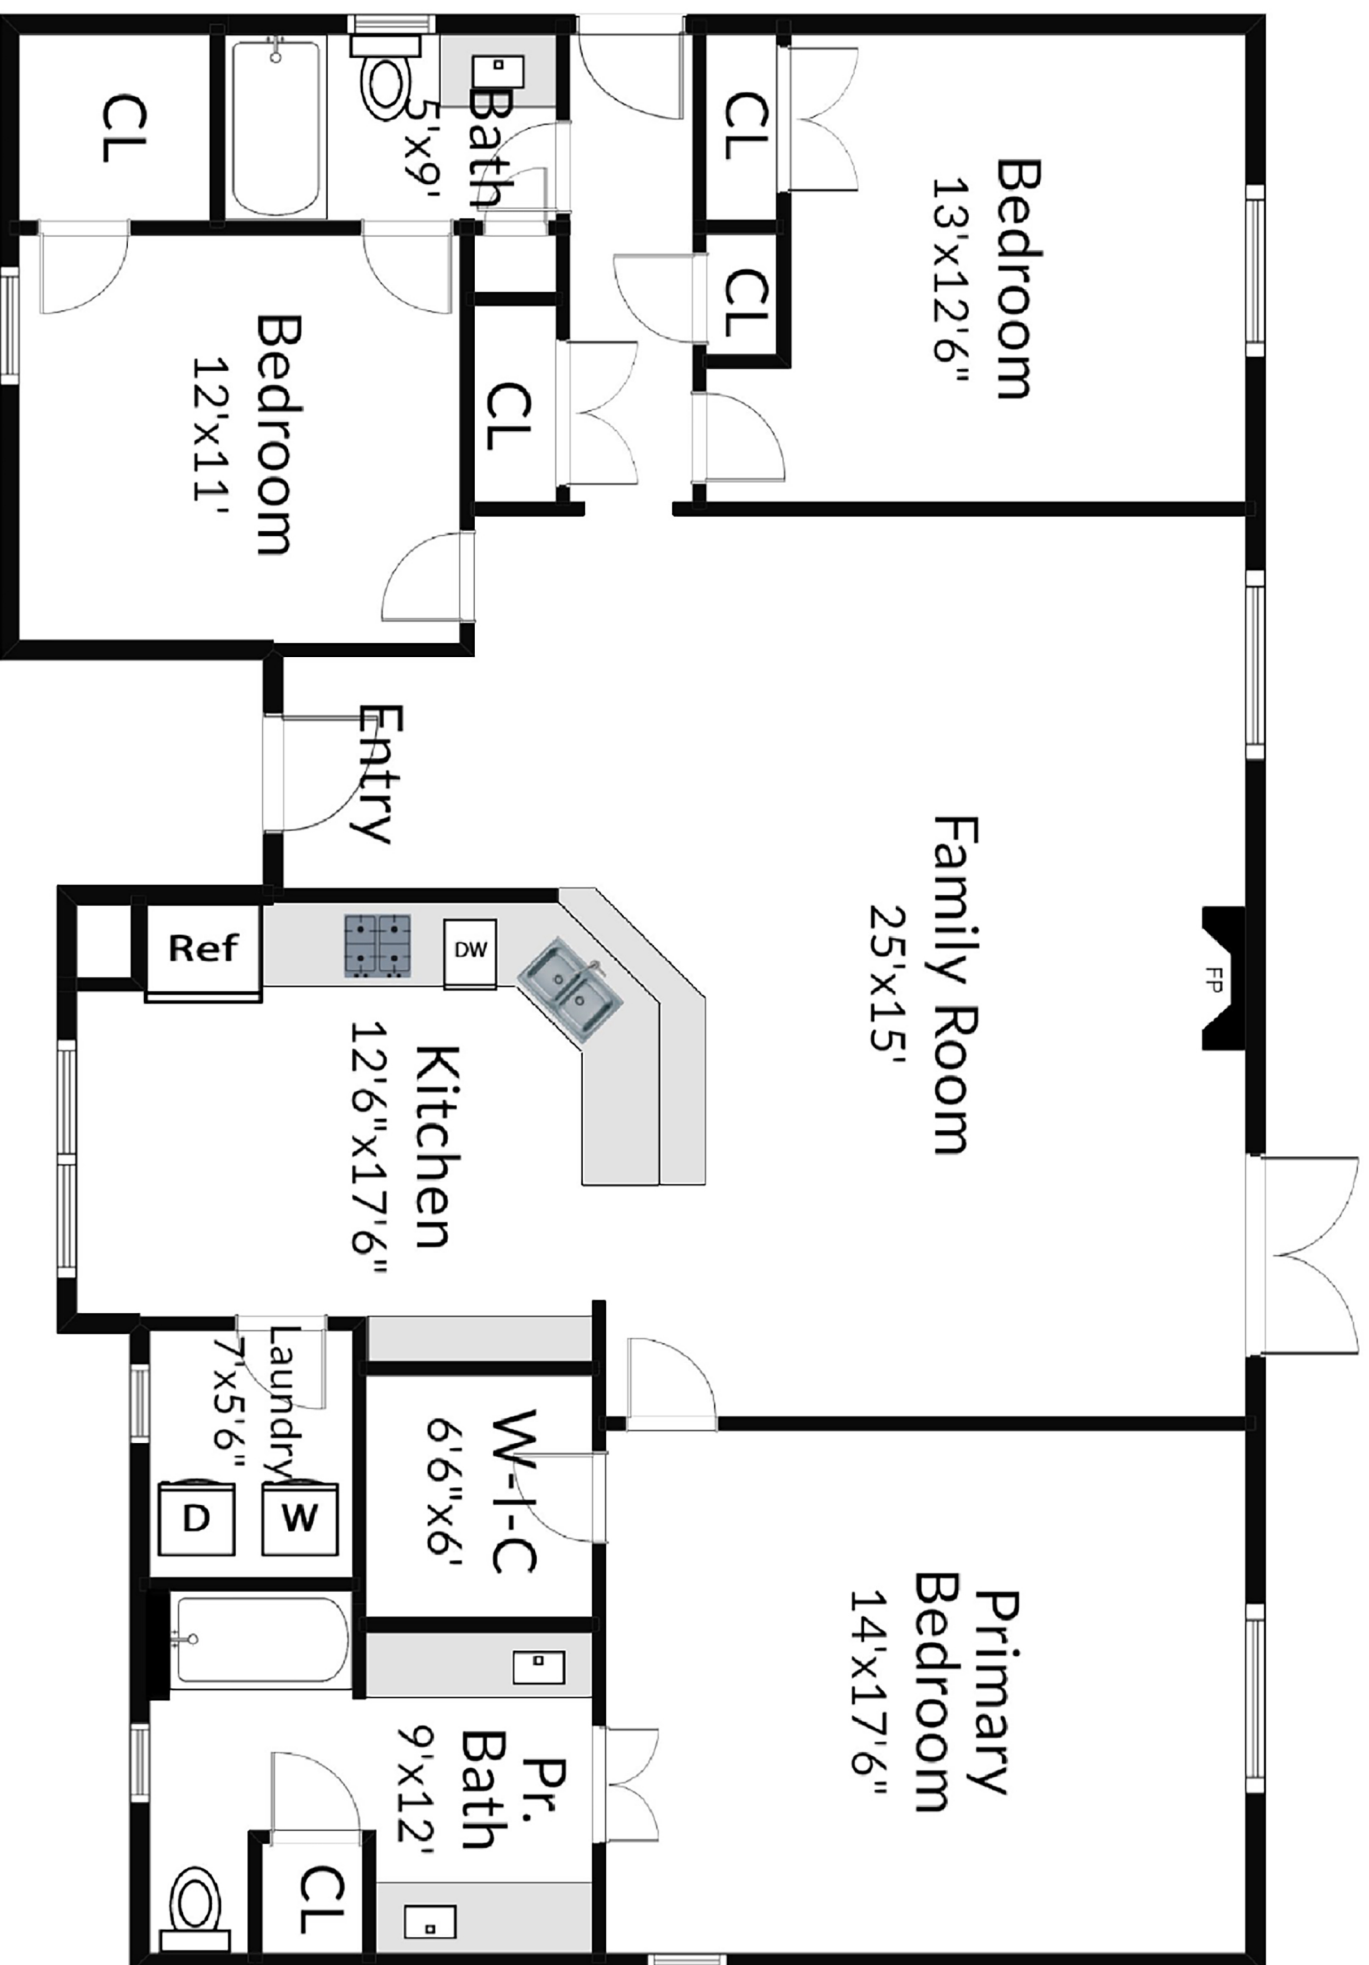 CL
Bath
5'x9'
CL
Bedroom
13'x12'6"
CL
Bedroom
12'x11'
CL
Entry
Family Room
25'x15'
FP
Ref
DW
Kitchen
12'6"x17'6"
Laundry
7'x5'6"
D
W
W-I-C
6'6"x6'
Primary
Bedroom
14'x17'6"
Pr.
Bath
9'x12'
CL